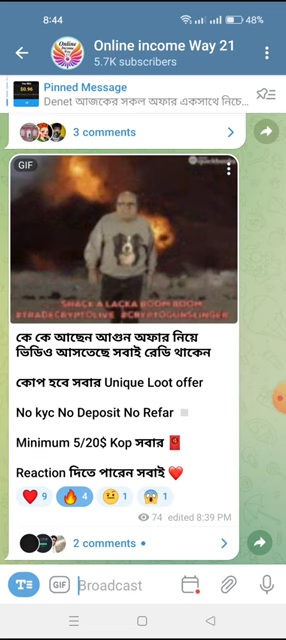 8:44
48%
Online income Way 21
5.7K subscribers
Pinned Message
Denet আজকের সকল অফার একসাথে নিচে...
3 comments
GIF
SHACK A LACKA BOOM BOOM
#TRADECRYPTOLIVE #CRYPTOGUNSLINGER
কে কে আছেন আগুন অফার নিয়ে
ভিডিও আসতেছে সবাই রেডি থাকেন
কোপ হবে সবার Unique Loot offer
No kyc No Deposit No Refar
Minimum 5/20$ Kop সবার
Reaction দিতে পারেন সবাই
9
4
1
1
74 edited 8:39 PM
2 comments
GIF
Broadcast